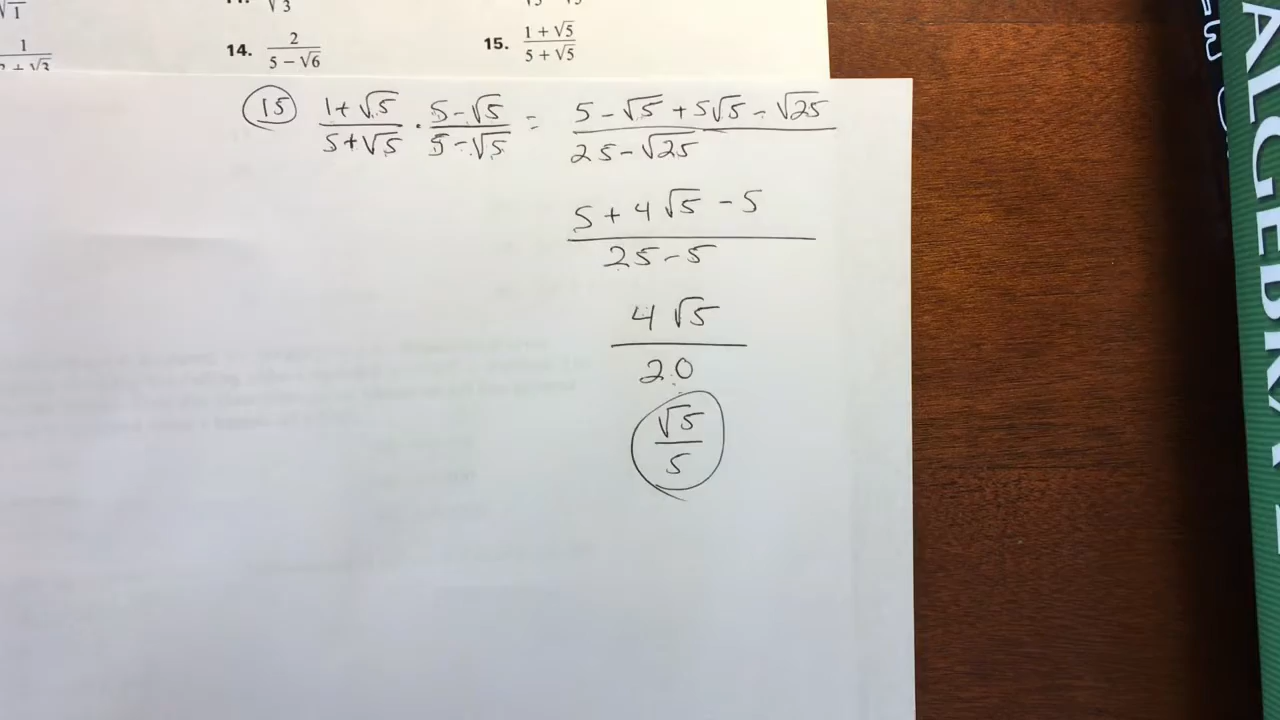 14. 2/(5 − √6)
15. (1 + √5)/(5 + √5)
(15) (1+√5)/(5+√5) · (5−√5)/(5−√5) = (5 − √5 + 5√5 − √25)/(25 − √25)
(5 + 4√5 − 5)/(25 − 5)
4√5/20
√5/5
ALGEBRA 2